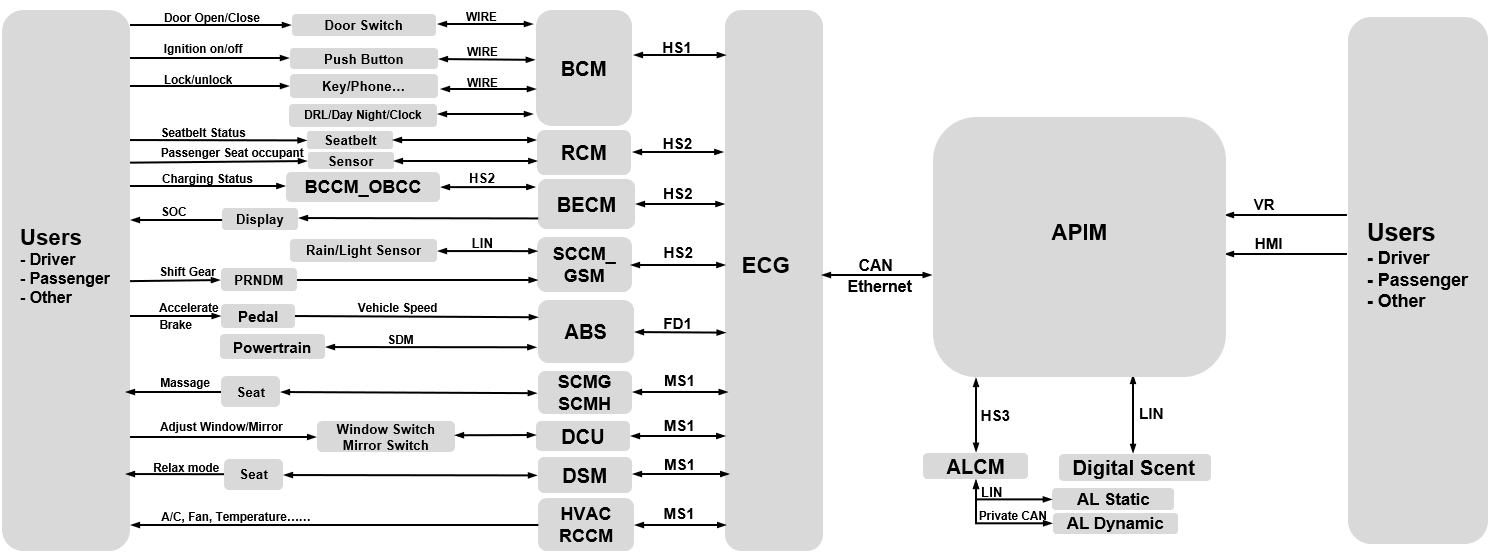 Users
- Driver
- Passenger
- Other
Door Open/Close
Door Switch
WIRE
Ignition on/off
Push Button
WIRE
Lock/unlock
Key/Phone...
WIRE
DRL/Day Night/Clock
BCM
HS1
Seatbelt Status
Seatbelt
Passenger Seat occupant
Sensor
RCM
HS2
Charging Status
BCCM_OBCC
HS2
SOC
Display
BECM
HS2
Rain/Light Sensor
LIN
Shift Gear
PRNDM
SCCM_
GSM
HS2
Accelerate
Brake
Pedal
Vehicle Speed
Powertrain
SDM
ABS
FD1
Massage
Seat
SCMG
SCMH
MS1
Adjust Window/Mirror
Window Switch
Mirror Switch
DCU
MS1
Relax mode
Seat
DSM
MS1
A/C, Fan, Temperature......
HVAC
RCCM
MS1
ECG
CAN
Ethernet
APIM
VR
HMI
Users
- Driver
- Passenger
- Other
HS3
LIN
ALCM
Digital Scent
LIN
AL Static
Private CAN
AL Dynamic